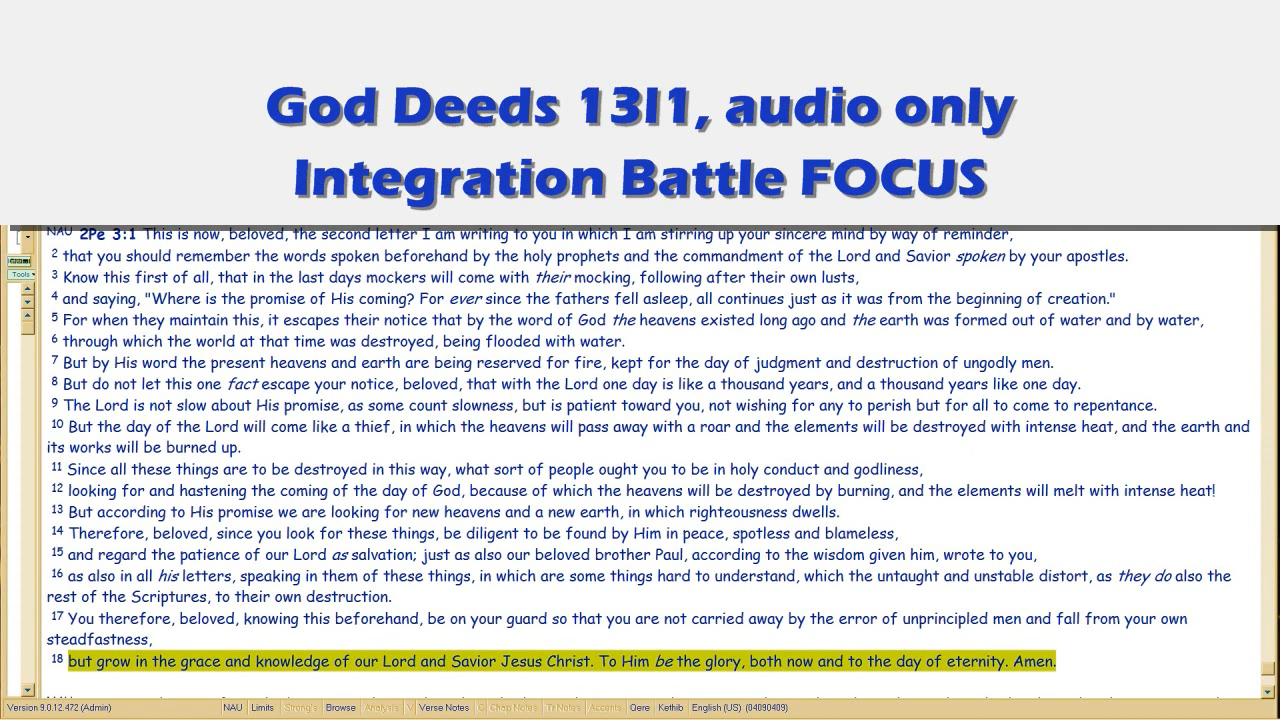 God Deeds 13I1, audio only
Integration Battle FOCUS
NAU 2Pe 3:1 This is now, beloved, the second letter I am writing to you in which I am stirring up your sincere mind by way of reminder,
2 that you should remember the words spoken beforehand by the holy prophets and the commandment of the Lord and Savior spoken by your apostles.
3 Know this first of all, that in the last days mockers will come with their mocking, following after their own lusts,
4 and saying, "Where is the promise of His coming? For ever since the fathers fell asleep, all continues just as it was from the beginning of creation."
5 For when they maintain this, it escapes their notice that by the word of God the heavens existed long ago and the earth was formed out of water and by water,
6 through which the world at that time was destroyed, being flooded with water.
7 But by His word the present heavens and earth are being reserved for fire, kept for the day of judgment and destruction of ungodly men.
8 But do not let this one fact escape your notice, beloved, that with the Lord one day is like a thousand years, and a thousand years like one day.
9 The Lord is not slow about His promise, as some count slowness, but is patient toward you, not wishing for any to perish but for all to come to repentance.
10 But the day of the Lord will come like a thief, in which the heavens will pass away with a roar and the elements will be destroyed with intense heat, and the earth and
its works will be burned up.
11 Since all these things are to be destroyed in this way, what sort of people ought you to be in holy conduct and godliness,
12 looking for and hastening the coming of the day of God, because of which the heavens will be destroyed by burning, and the elements will melt with intense heat!
13 But according to His promise we are looking for new heavens and a new earth, in which righteousness dwells.
14 Therefore, beloved, since you look for these things, be diligent to be found by Him in peace, spotless and blameless,
15 and regard the patience of our Lord as salvation; just as also our beloved brother Paul, according to the wisdom given him, wrote to you,
16 as also in all his letters, speaking in them of these things, in which are some things hard to understand, which the untaught and unstable distort, as they do also the
rest of the Scriptures, to their own destruction.
17 You therefore, beloved, knowing this beforehand, be on your guard so that you are not carried away by the error of unprincipled men and fall from your own
steadfastness,
18 but grow in the grace and knowledge of our Lord and Savior Jesus Christ. To Him be the glory, both now and to the day of eternity. Amen.
Tools
Version 9.0.12.472 (Admin) NAU Limits Strong's Browse Analysis V Verse Notes C Chap Notes Tr Notes Accents Qere Kethib English (US) (04090409)